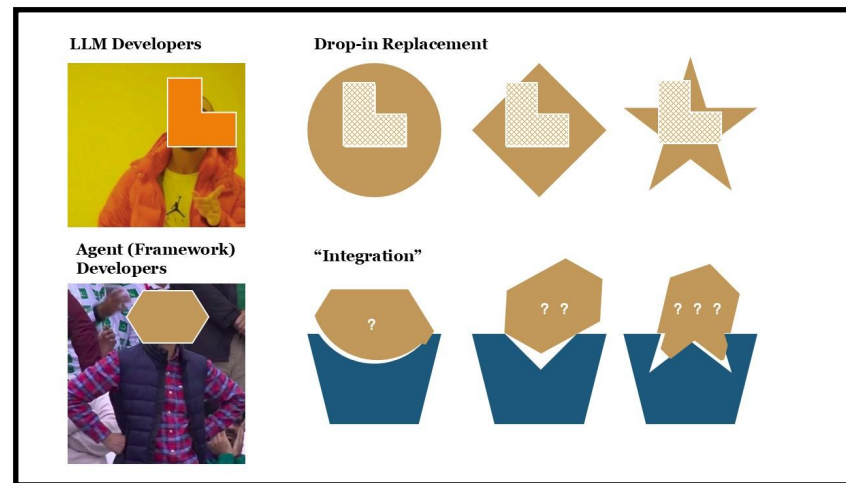 LLM Developers
Drop-in Replacement
Agent (Framework)
Developers
“Integration”
?
? ?
? ? ?